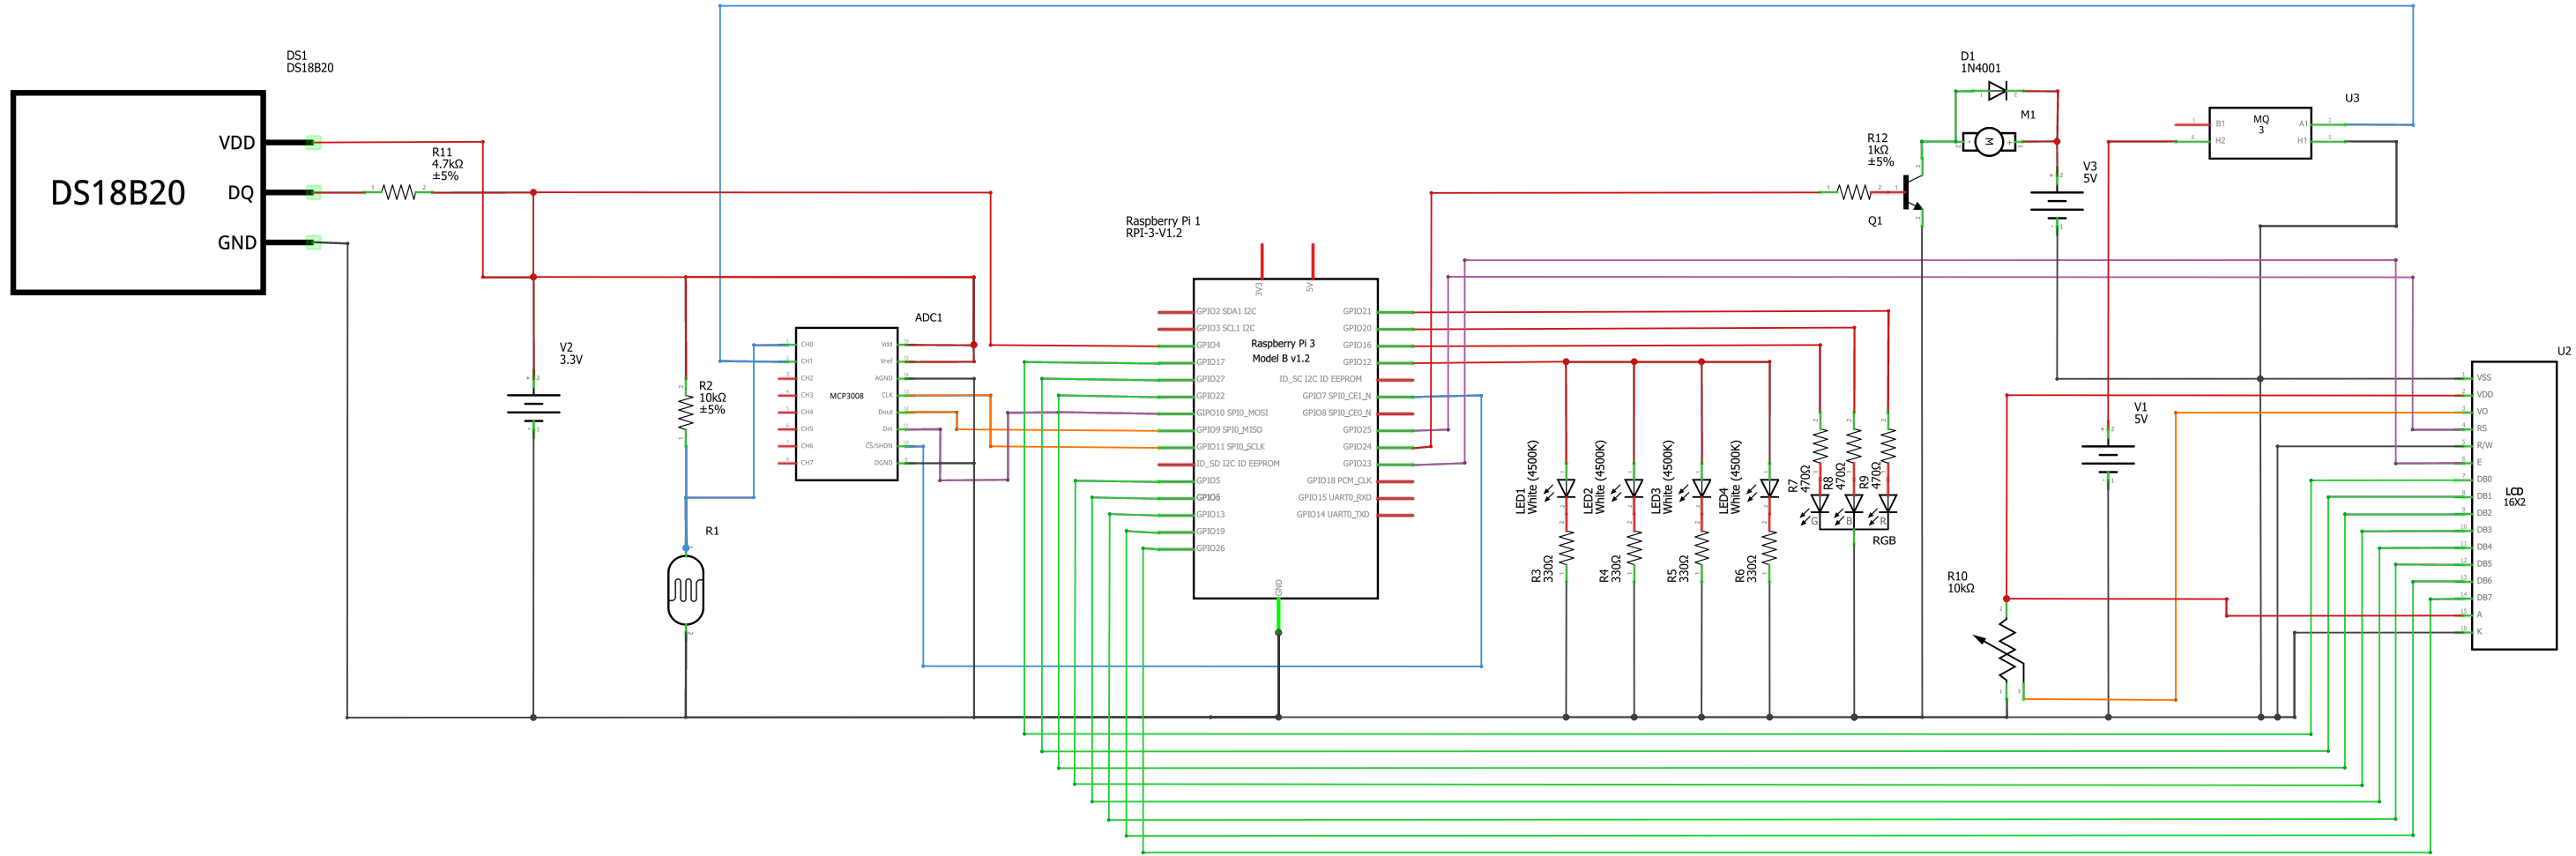 DS1
DS18B20
DS18B20
VDD
DQ
GND
R11
4.7kΩ
±5%
V2
3.3V
R2
10kΩ
±5%
R1
ADC1
MCP3008
CH0
CH1
CH2
CH3
CH4
CH5
CH6
CH7
Vdd
Vref
AGND
CLK
Dout
Din
CS/SHDN
DGND
Raspberry Pi 1
RPI-3-V1.2
3V3
5V
Raspberry Pi 3
Model B v1.2
GPIO2 SDA1 I2C
GPIO3 SCL1 I2C
GPIO4
GPIO17
GPIO27
GPIO22
GIPO10 SPI0_MOSI
GPIO9 SPI0_MISO
GPIO11 SPI0_SCLK
ID_SD I2C ID EEPROM
GPIO5
GPIO6
GPIO13
GPIO19
GPIO26
GPIO21
GPIO20
GPIO16
GPIO12
ID_SC I2C ID EEPROM
GPIO7 SPI0_CE1_N
GPIO8 SPI0_CE0_N
GPIO25
GPIO24
GPIO23
GPIO18 PCM_CLK
GPIO15 UART0_RXD
GPIO14 UART0_TXD
GND
LED1
White (4500K)
LED2
White (4500K)
LED3
White (4500K)
LED4
White (4500K)
R3
330Ω
R4
330Ω
R5
330Ω
R6
330Ω
R7
470Ω
R8
470Ω
R9
470Ω
G
B
R
RGB
R12
1kΩ
±5%
Q1
D1
1N4001
M1
M
V3
5V
U3
MQ
3
B1
H2
A1
H1
V1
5V
R10
10kΩ
U2
LCD
16X2
VSS
VDD
VO
RS
R/W
E
DB0
DB1
DB2
DB3
DB4
DB5
DB6
DB7
A
K